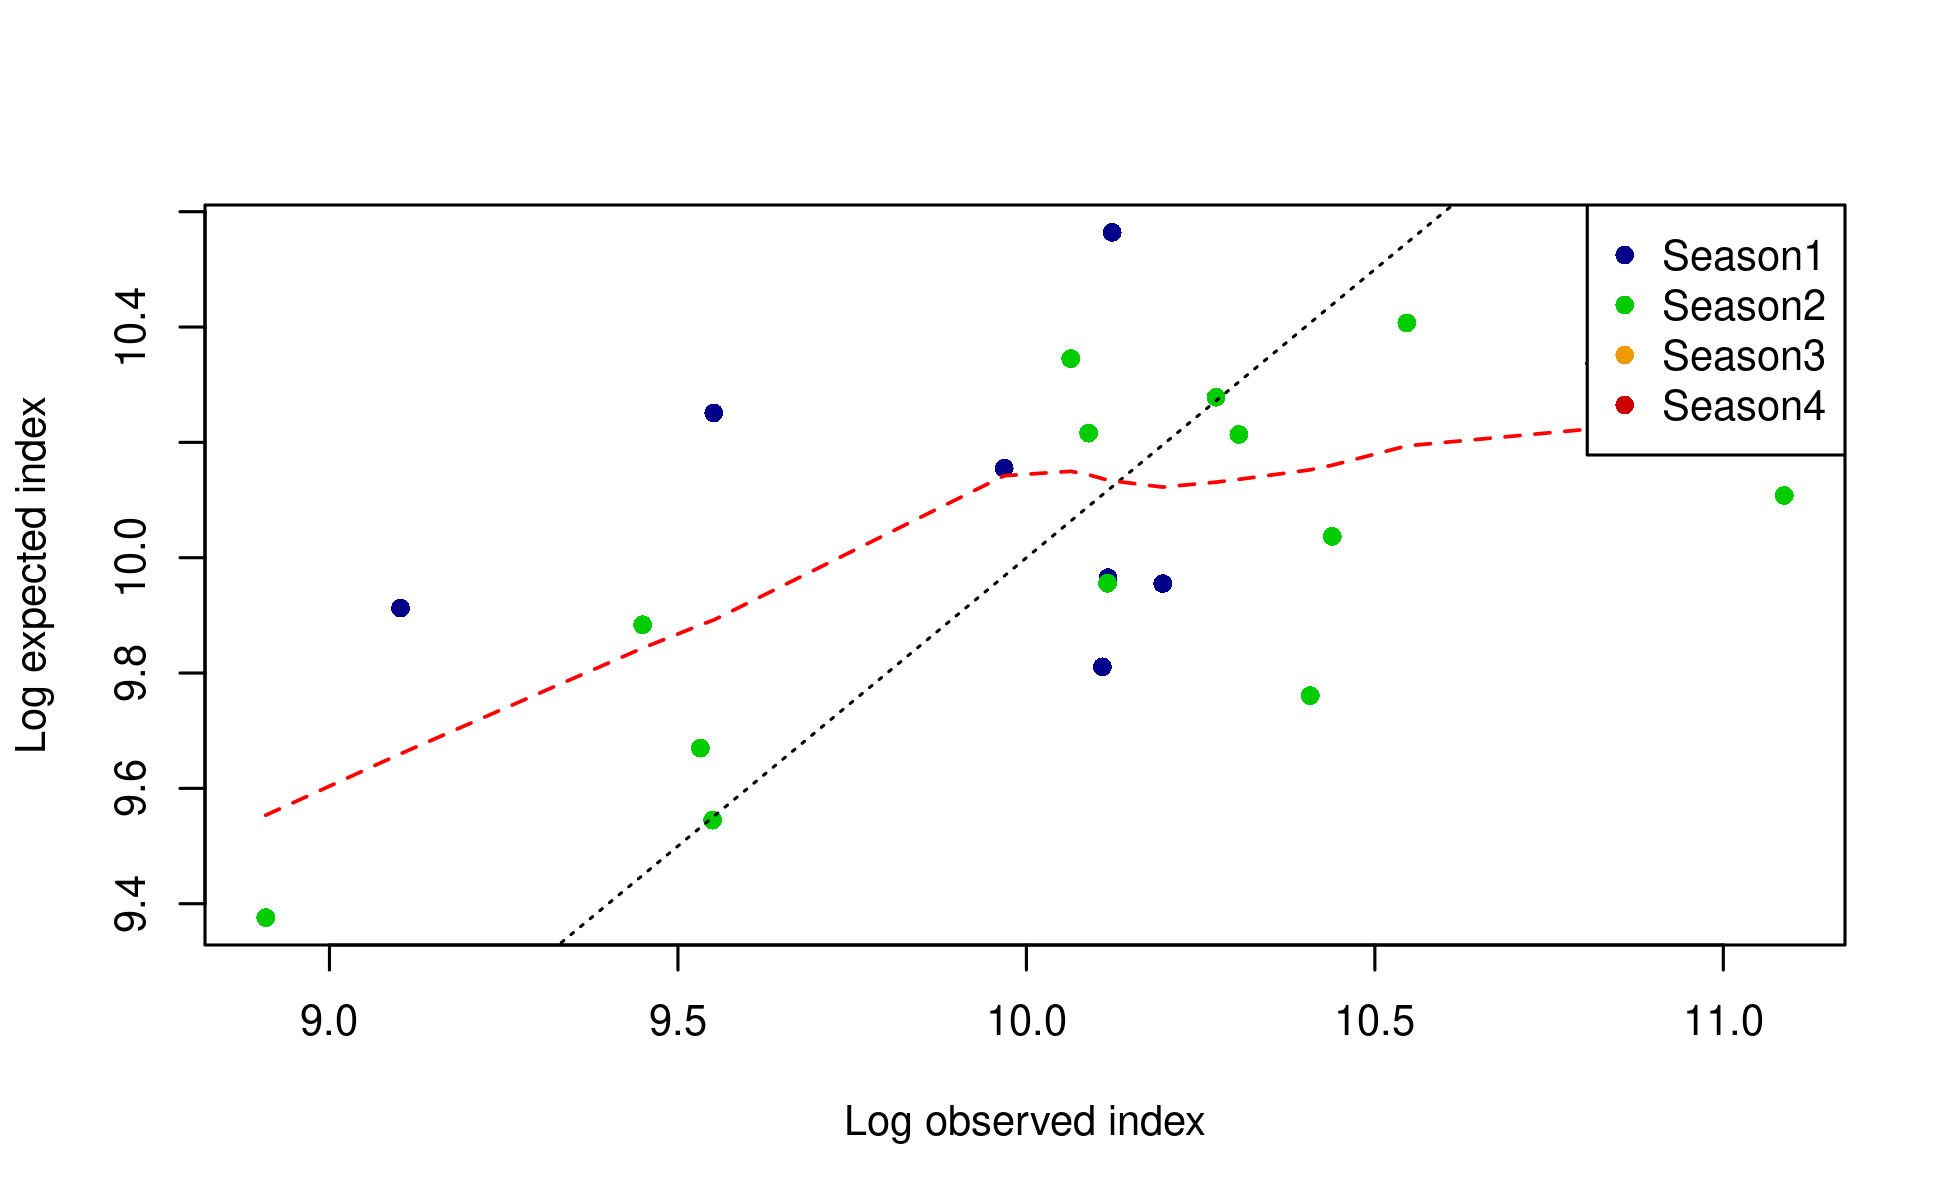 Season1
Season2
Season3
Season4
Log expected index
10.4
10.0
9.8
9.6
9.4
9.0 9.5 10.0 10.5 11.0
Log observed index